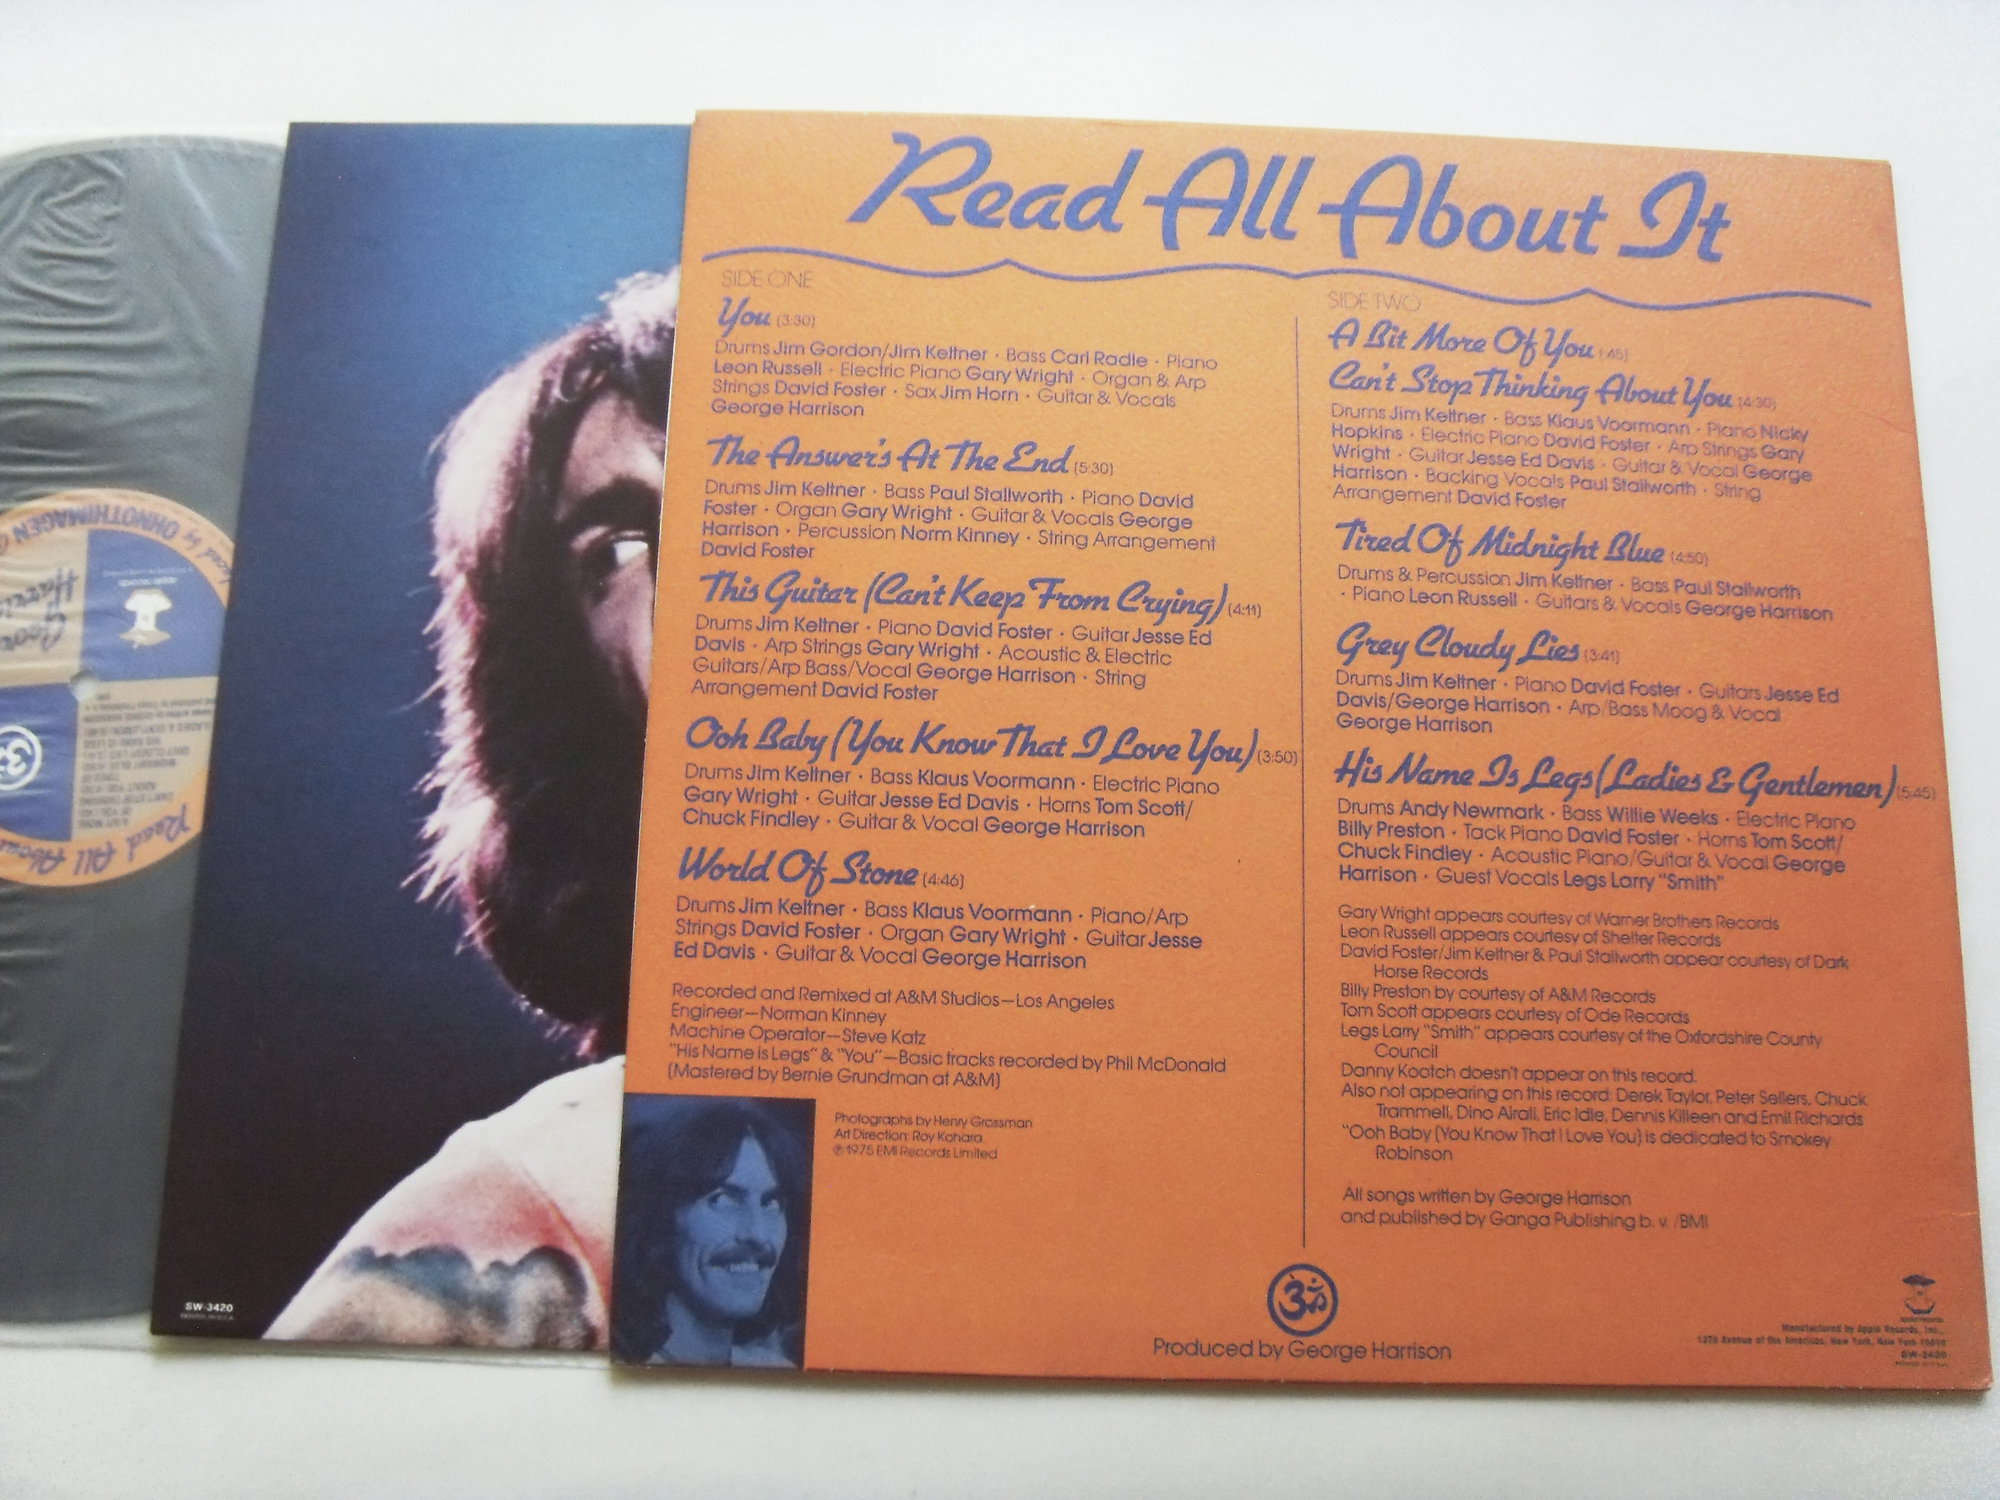 Read All About It
SIDE ONE
You (3:30)
Drums Jim Gordon/Jim Keltner · Bass Carl Radle · Piano
Leon Russell · Electric Piano Gary Wright · Organ & Arp
Strings David Foster · Sax Jim Horn · Guitar & Vocals
George Harrison
The Answer's At The End (5:30)
Drums Jim Keltner · Bass Paul Stallworth · Piano David
Foster · Organ Gary Wright · Guitar & Vocals George
Harrison · Percussion Norm Kinney · String Arrangement
David Foster
This Guitar (Can't Keep From Crying) (4:11)
Drums Jim Keltner · Piano David Foster · Guitar Jesse Ed
Davis · Arp Strings Gary Wright · Acoustic & Electric
Guitars/Arp Bass/Vocal George Harrison · String
Arrangement David Foster
Ooh Baby (You Know That I Love You) (3:50)
Drums Jim Keltner · Bass Klaus Voormann · Electric Piano
Gary Wright · Guitar Jesse Ed Davis · Horns Tom Scott/
Chuck Findley · Guitar & Vocal George Harrison
World Of Stone (4:46)
Drums Jim Keltner · Bass Klaus Voormann · Piano/Arp
Strings David Foster · Organ Gary Wright · Guitar Jesse
Ed Davis · Guitar & Vocal George Harrison
Recorded and Remixed at A&M Studios—Los Angeles
Engineer—Norman Kinney
Machine Operator—Steve Katz
"His Name Is Legs" & "You"—Basic tracks recorded by Phil McDonald
(Mastered by Bernie Grundman at A&M)
Photographs by Henry Grossman
Art Direction: Roy Kohara
℗1975 EMI Records Limited
SIDE TWO
A Bit More Of You (:45)
Can't Stop Thinking About You (4:30)
Drums Jim Keltner · Bass Klaus Voormann · Piano Nicky
Hopkins · Electric Piano David Foster · Arp Strings Gary
Wright · Guitar Jesse Ed Davis · Guitar & Vocal George
Harrison · Backing Vocals Paul Stallworth · String
Arrangement David Foster
Tired Of Midnight Blue (4:50)
Drums & Percussion Jim Keltner · Bass Paul Stallworth
· Piano Leon Russell · Guitars & Vocals George Harrison
Grey Cloudy Lies (3:41)
Drums Jim Keltner · Piano David Foster · Guitars Jesse Ed
Davis/George Harrison · Arp/Bass Moog & Vocal
George Harrison
His Name Is Legs (Ladies & Gentlemen) (5:45)
Drums Andy Newmark · Bass Willie Weeks · Electric Piano
Billy Preston · Tack Piano David Foster · Horns Tom Scott/
Chuck Findley · Acoustic Piano/Guitar & Vocal George
Harrison · Guest Vocals Legs Larry "Smith"
Gary Wright appears courtesy of Warner Brothers Records
Leon Russell appears courtesy of Shelter Records
David Foster/Jim Keltner & Paul Stallworth appear courtesy of Dark
Horse Records
Billy Preston by courtesy of A&M Records
Tom Scott appears courtesy of Ode Records
Legs Larry "Smith" appears courtesy of the Oxfordshire County
Council
Danny Kootch doesn't appear on this record.
Also not appearing on this record: Derek Taylor, Peter Sellers, Chuck
Trammell, Dino Airali, Eric Idle, Dennis Killeen and Emil Richards
"Ooh Baby (You Know That I Love You) is dedicated to Smokey
Robinson
All songs written by George Harrison
and published by Ganga Publishing b. v. /BMI
ॐ
Produced by George Harrison
Manufactured by Apple Records, Inc.,
1370 Avenue of the Americas, New York, New York 10019
SW-3420
SW-3420
by OHNOTHIMAGEN
Read All Abou